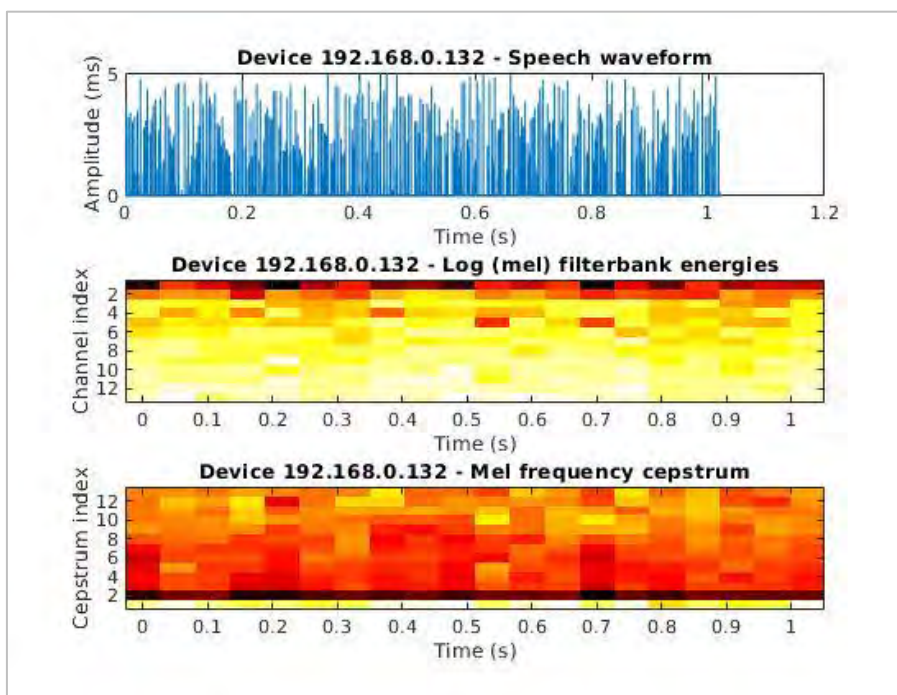 Device 192.168.0.132 - Speech waveform
Amplitude (ms)
5
0
0 0.2 0.4 0.6 0.8 1 1.2
Time (s)
Device 192.168.0.132 - Log (mel) filterbank energies
Channel index
2
4
6
8
10
12
0 0.1 0.2 0.3 0.4 0.5 0.6 0.7 0.8 0.9 1
Time (s)
Device 192.168.0.132 - Mel frequency cepstrum
Cepstrum index
12
10
8
6
4
2
0 0.1 0.2 0.3 0.4 0.5 0.6 0.7 0.8 0.9 1
Time (s)